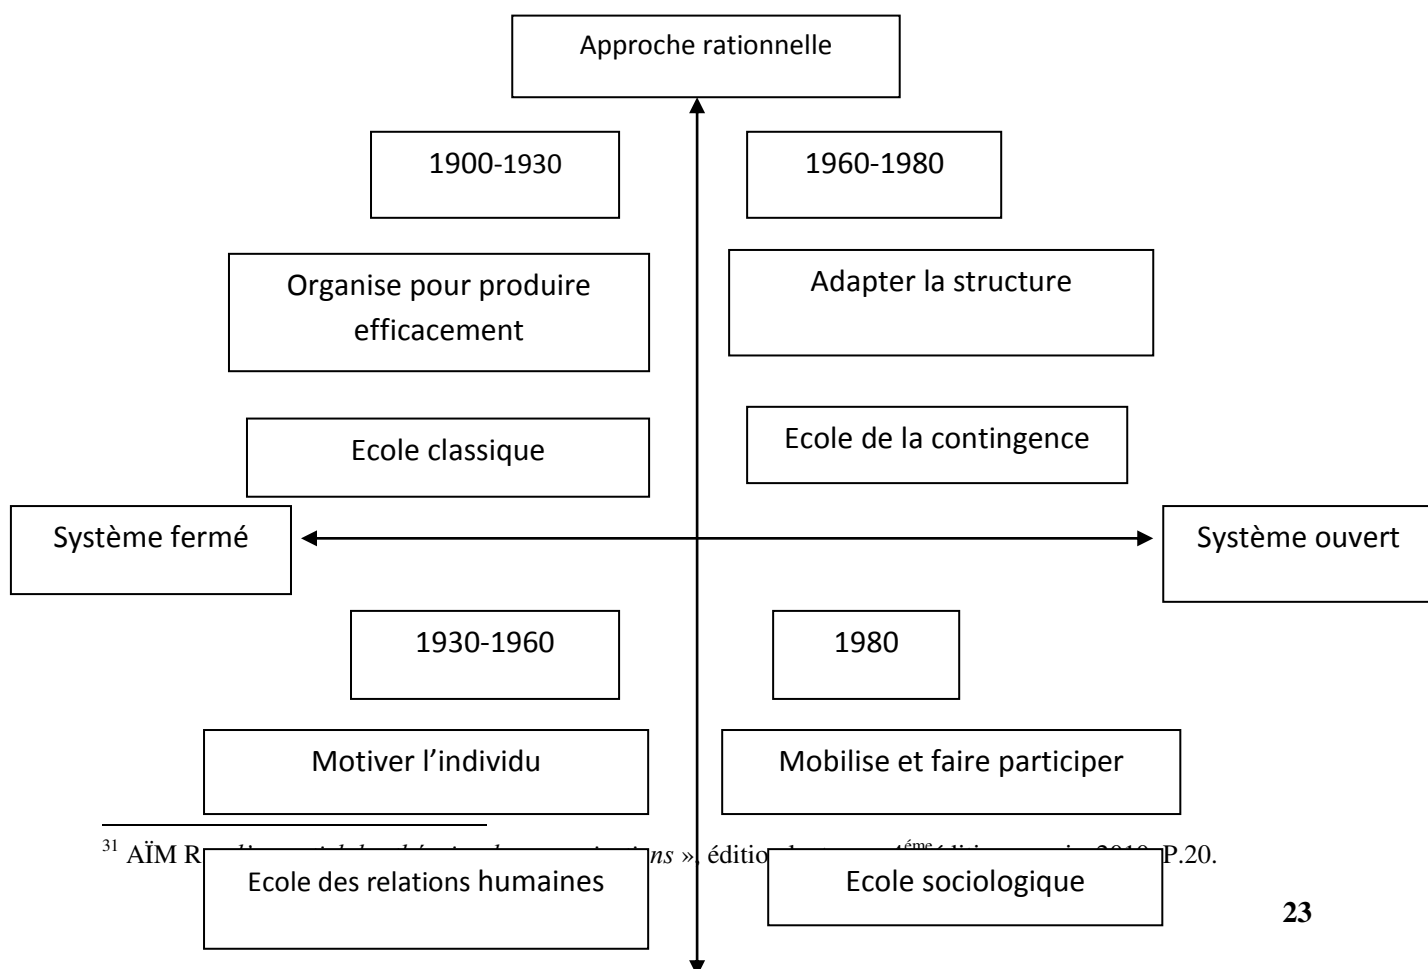 Approche rationnelle
1900-1930
1960-1980
Organise pour produire
efficacement
Adapter la structure
Ecole classique
Ecole de la contingence
Système fermé
Système ouvert
1930-1960
1980
Motiver l’individu
Mobilise et faire participer
31 AÏM R », P.20.
Ecole des relations humaines
Ecole sociologique
23